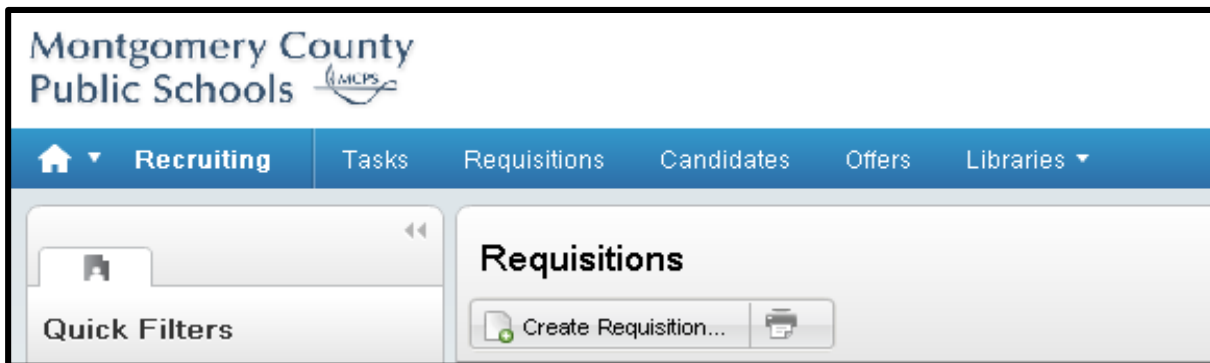 Montgomery County
Public Schools MCPS
Recruiting Tasks Requisitions Candidates Offers Libraries
Requisitions
Quick Filters
Create Requisition...